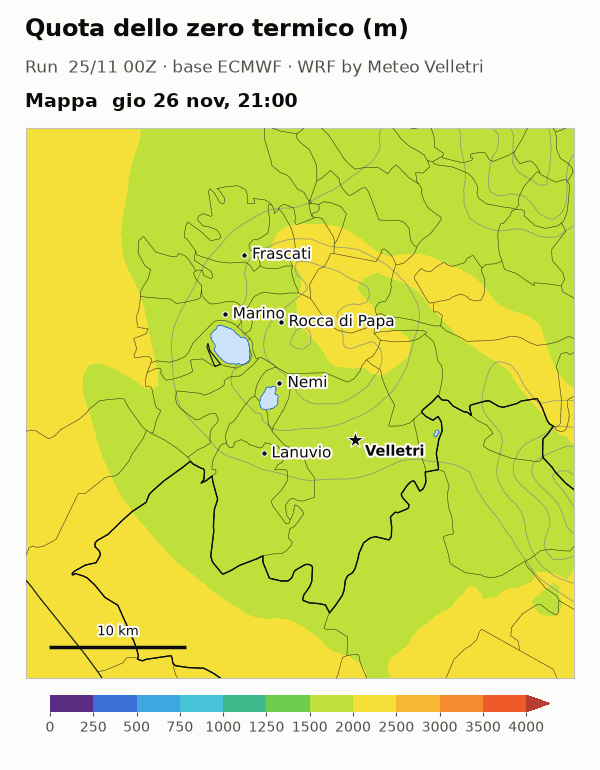 Quota dello zero termico (m)
Run  25/11 00Z · base ECMWF · WRF by Meteo Velletri
Mappa  gio 26 nov, 21:00
Frascati
Marino
Rocca di Papa
Nemi
Velletri
Lanuvio
10 km
0 250 500 750 1000 1250 1500 2000 2500 3000 3500 4000